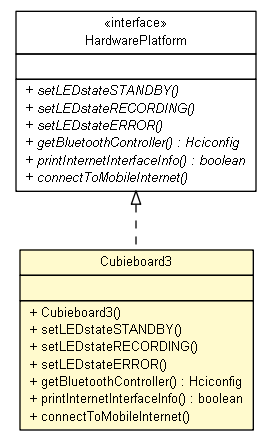 «interface»
HardwarePlatform
+ setLEDstateSTANDBY()
+ setLEDstateRECORDING()
+ setLEDstateERROR()
+ getBluetoothController() : Hciconfig
+ printInternetInterfaceInfo() : boolean
+ connectToMobileInternet()
Cubieboard3
+ Cubieboard3()
+ setLEDstateSTANDBY()
+ setLEDstateRECORDING()
+ setLEDstateERROR()
+ getBluetoothController() : Hciconfig
+ printInternetInterfaceInfo() : boolean
+ connectToMobileInternet()